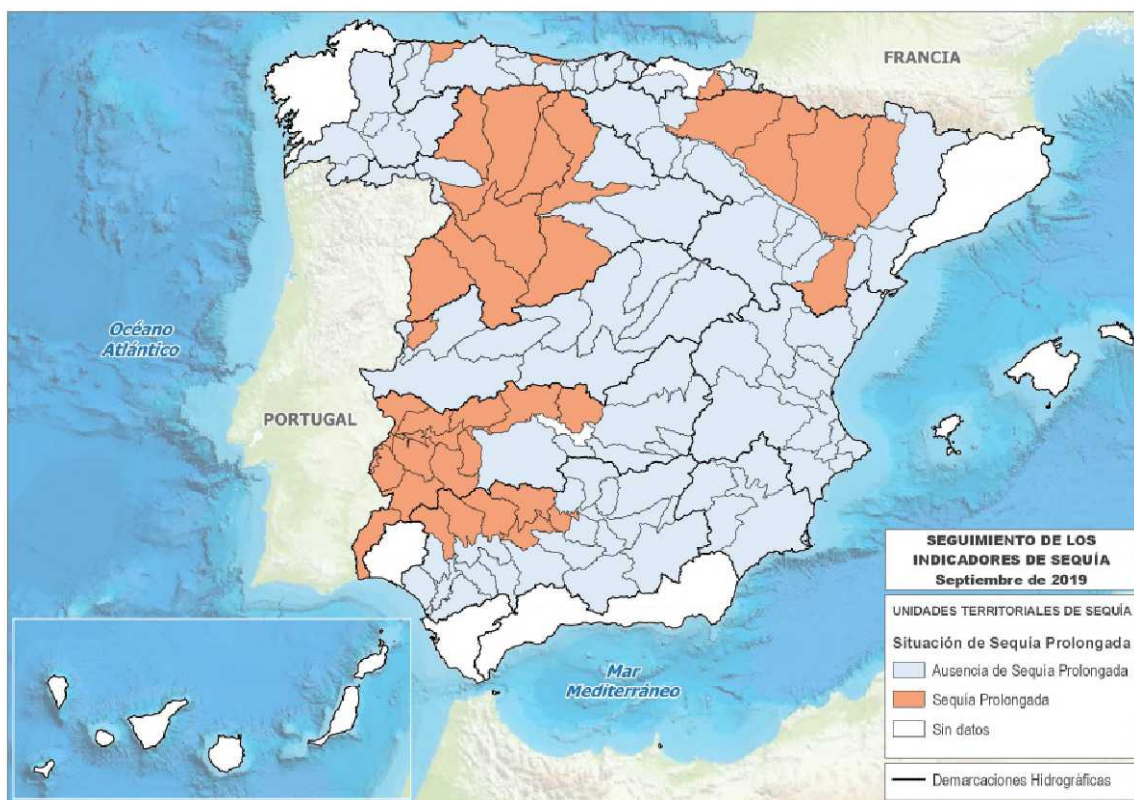 FRANCIA
Océano
Atlántico
PORTUGAL
Mar
Mediterráneo
SEGUIMIENTO DE LOS
INDICADORES DE SEQUÍA
Septiembre de 2019
UNIDADES TERRITORIALES DE SEQUÍA
Situación de Sequía Prolongada
Ausencia de Sequía Prolongada
Sequía Prolongada
Sin datos
Demarcaciones Hidrográficas